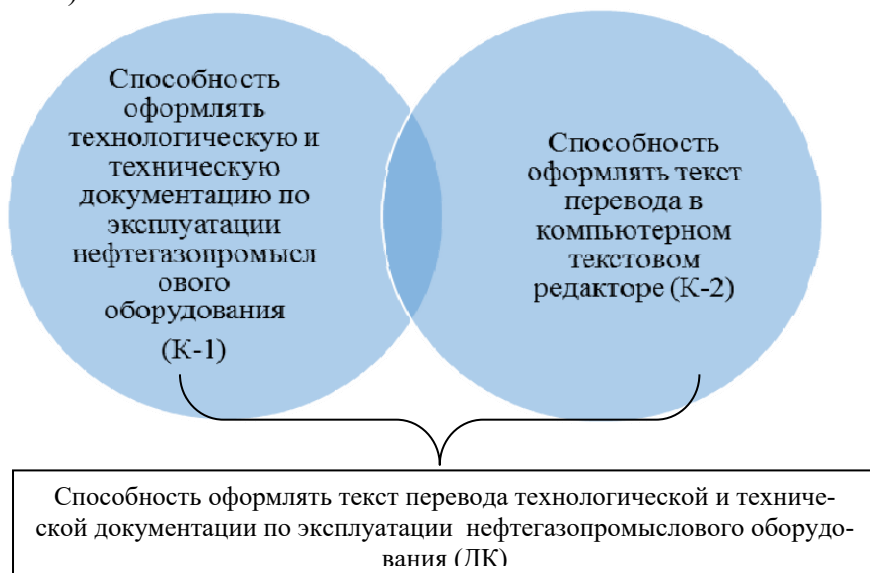 )
Способность
оформлять
технологическую и
техническую
документацию по
эксплуатации
нефтегазопромысл
ового
оборудования
(К-1)
Способность
оформлять текст
перевода в
компьютерном
текстовом
редакторе (К-2)
Способность оформлять текст перевода технологической и техниче-
ской документации по эксплуатации нефтегазопромыслового оборудо-
вания (ДК)